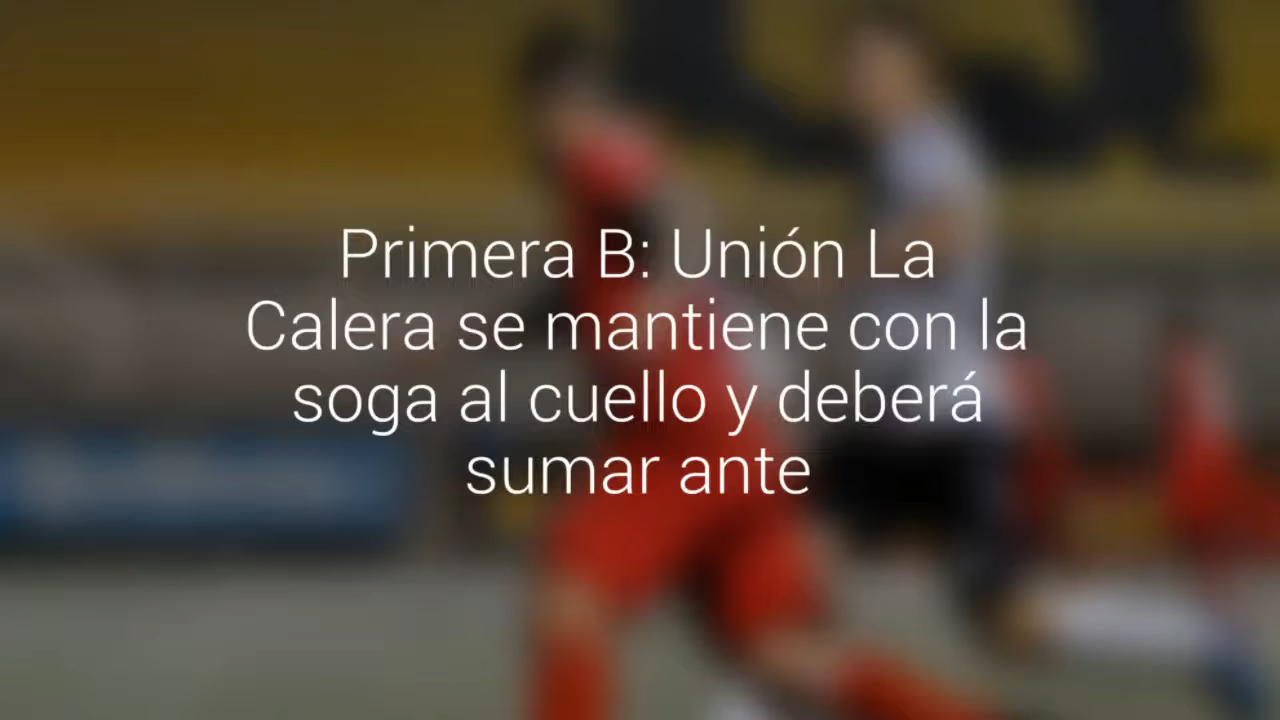 Primera B: Unión La
Calera se mantiene con la
soga al cuello y deberá
sumar ante